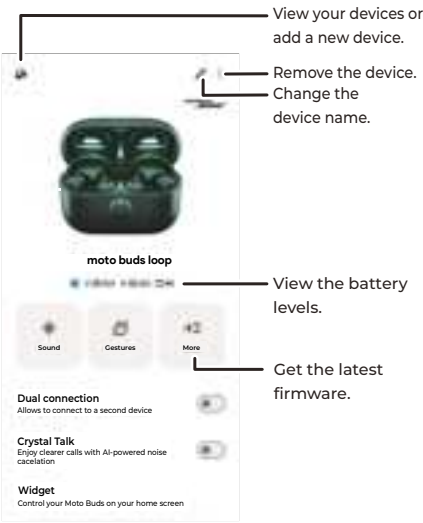 View your devices or
add a new device.
Remove the device.
Change the
device name.
moto buds loop
View the battery
levels.
Sound
Gestures
More
Get the latest
firmware.
Dual connection
Allows to connect to a second device
Crystal Talk
Enjoy clearer calls with AI-powered noise
cacelation
Widget
Control your Moto Buds on your home screen